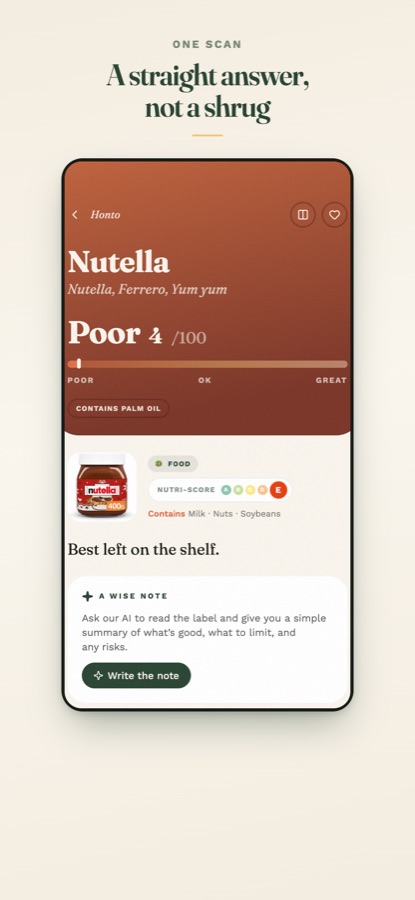 ONE SCAN
A straight answer,
not a shrug
Honto
Nutella
Nutella, Ferrero, Yum yum
Poor 4 /100
POOR OK GREAT
CONTAINS PALM OIL
FOOD
nutella
400g
NUTRI-SCORE A B C D E
Contains Milk · Nuts · Soybeans
Best left on the shelf.
A WISE NOTE
Ask our AI to read the label and give you a simple
summary of what's good, what to limit, and
any risks.
Write the note